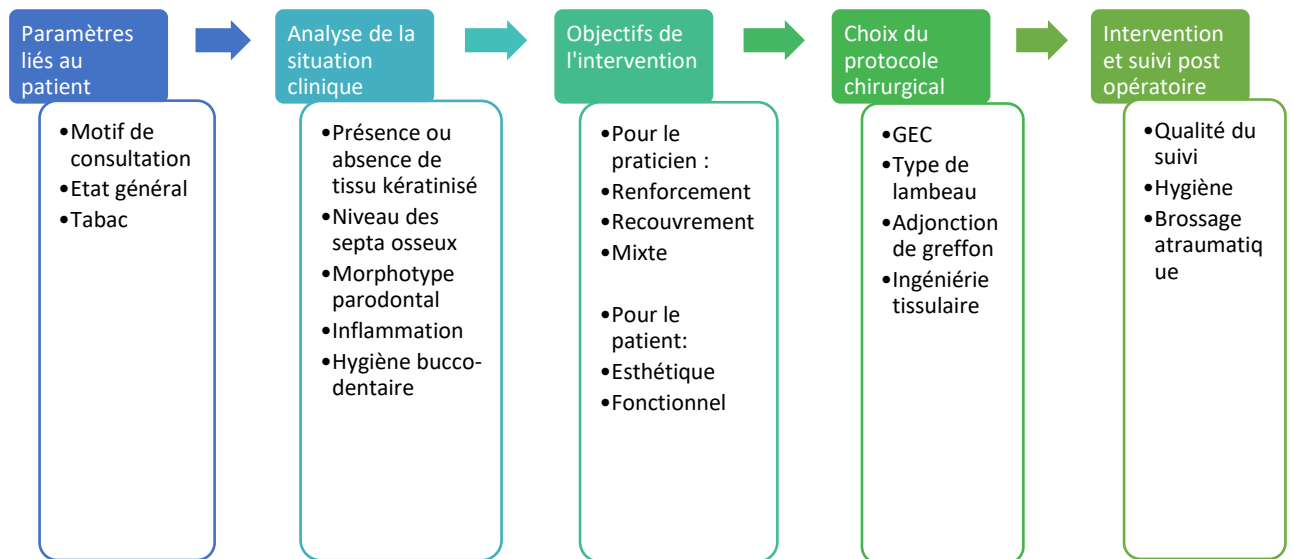 Paramètres
liés au
patient
•Motif de
consultation
•Etat général
•Tabac
Analyse de la
situation
clinique
•Présence ou
absence de
tissu kératinisé
•Niveau des
septa osseux
•Morphotype
parodontal
•Inflammation
•Hygiène bucco-
dentaire
Objectifs de
l'intervention
•Pour le
praticien :
•Renforcement
•Recouvrement
•Mixte
•Pour le
patient:
•Esthétique
•Fonctionnel
Choix du
protocole
chirurgical
•GEC
•Type de
lambeau
•Adjonction
de greffon
•Ingéniérie
tissulaire
Intervention
et suivi post
opératoire
•Qualité du
suivi
•Hygiène
•Brossage
atraumatiq
ue